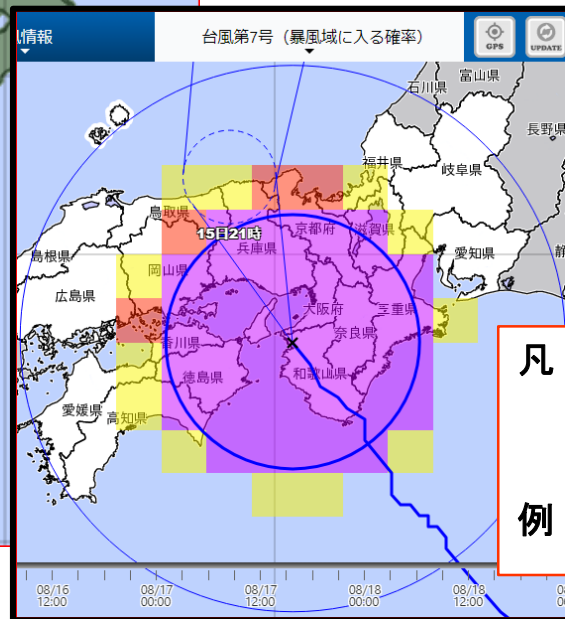 情報
台風第7号（暴風域に入る確率）
GPS
UPDATE
石川県
富山県
長野県
福井県
岐阜県
鳥取県
15日21時
京都府
滋賀県
兵庫県
島根県
岡山県
愛知県
広島県
大阪府
三重県
奈良県
香川県
徳島県
和歌山県
愛媛県
高知県
凡
例
08/16
12:00
08/17
00:00
08/17
12:00
08/18
00:00
08/18
12:00